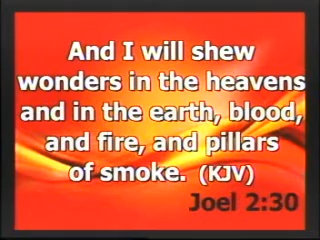 And I will shew
wonders in the heavens
and in the earth, blood,
and fire, and pillars
of smoke. (KJV)
Joel 2:30